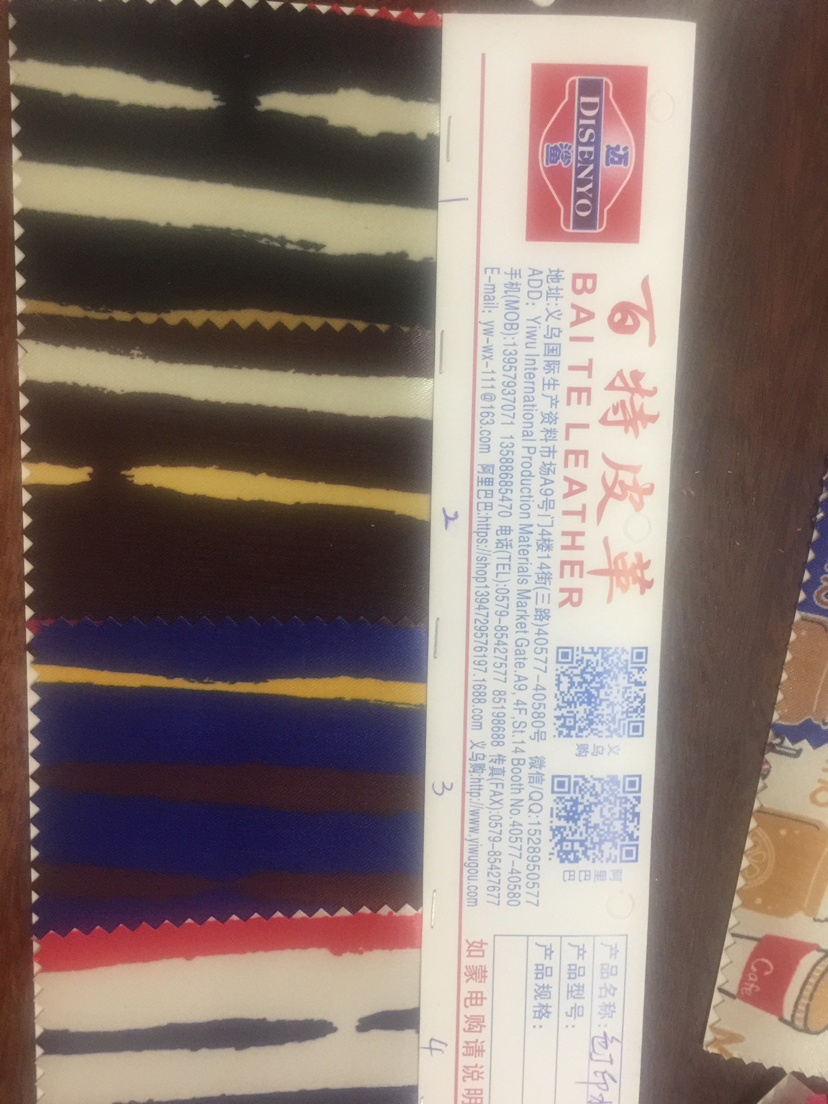 DISENYO
迈鲨
百特皮革
BAITE LEATHER
地址:义乌国际生产资料市场A9号门4楼14街(三路)40577-40580号 微信/QQ:1528950577
ADD: Yiwu International Production Materials Market Gate.A9, 4F,St.14 Booth No.40577-40580
手机(MOB):13957937071 13588685470 电话(TEL):0579-85427577 85198688 传真(FAX):0579-85427677
E-mail: yw-wx-111@163.com 阿里巴巴:https://shop1394729576197.1688.com 义乌购:http://www.yiwugou.com
义乌购
阿里巴巴
产品名称:
产品型号:
产品规格:
如蒙电购请说明
1
2
3
4
Cafe